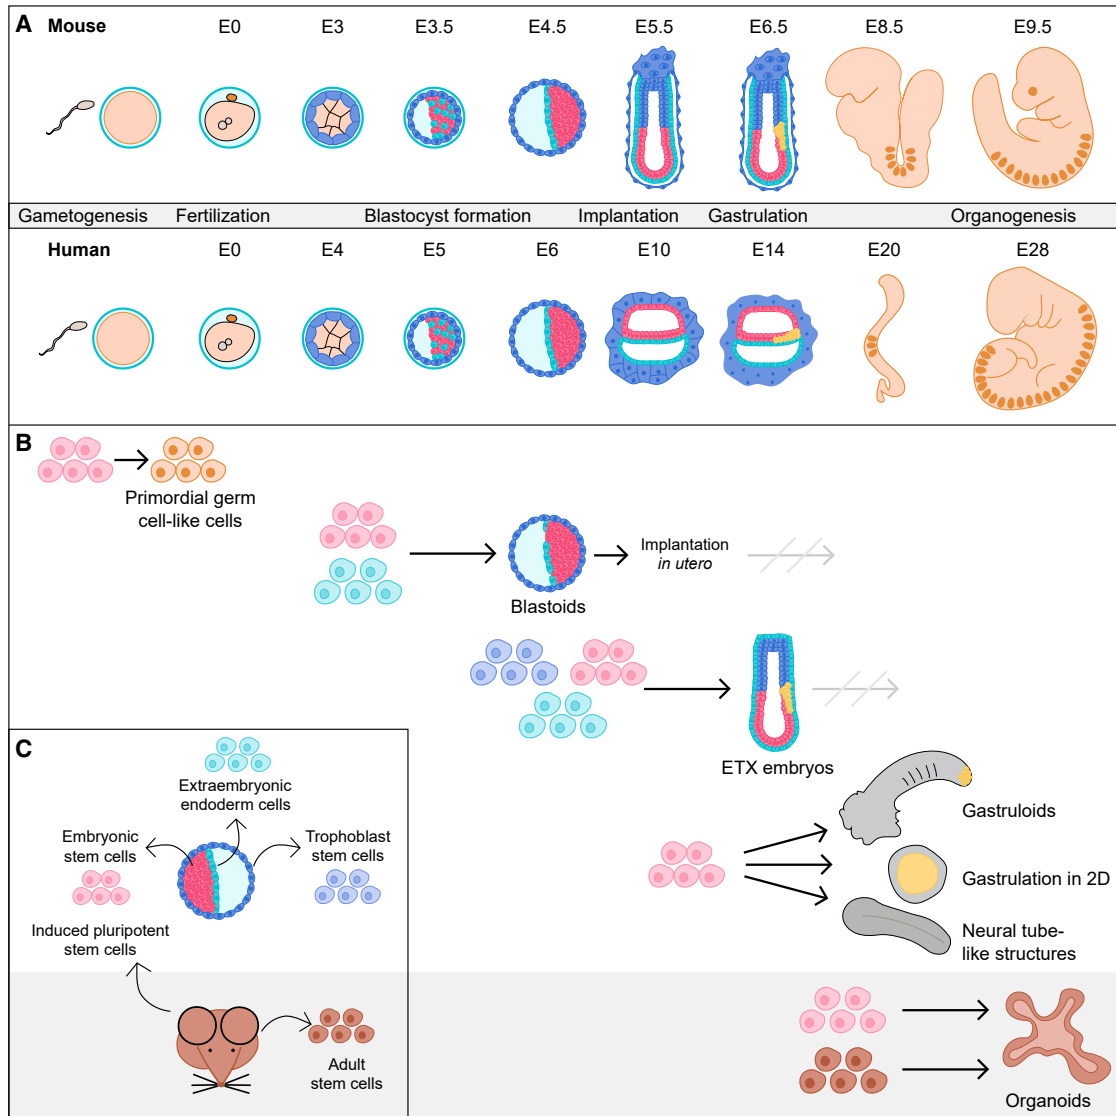 A Mouse E0 E3 E3.5 E4.5 E5.5 E6.5 E8.5 E9.5
Gametogenesis Fertilization Blastocyst formation Implantation Gastrulation Organogenesis
Human E0 E4 E5 E6 E10 E14 E20 E28
B
Primordial germ
cell-like cells
Implantation
in utero
Blastoids
ETX embryos
Gastruloids
Gastrulation in 2D
Neural tube-
like structures
Organoids
C
Extraembryonic
endoderm cells
Embryonic
stem cells
Trophoblast
stem cells
Induced pluripotent
stem cells
Adult
stem cells